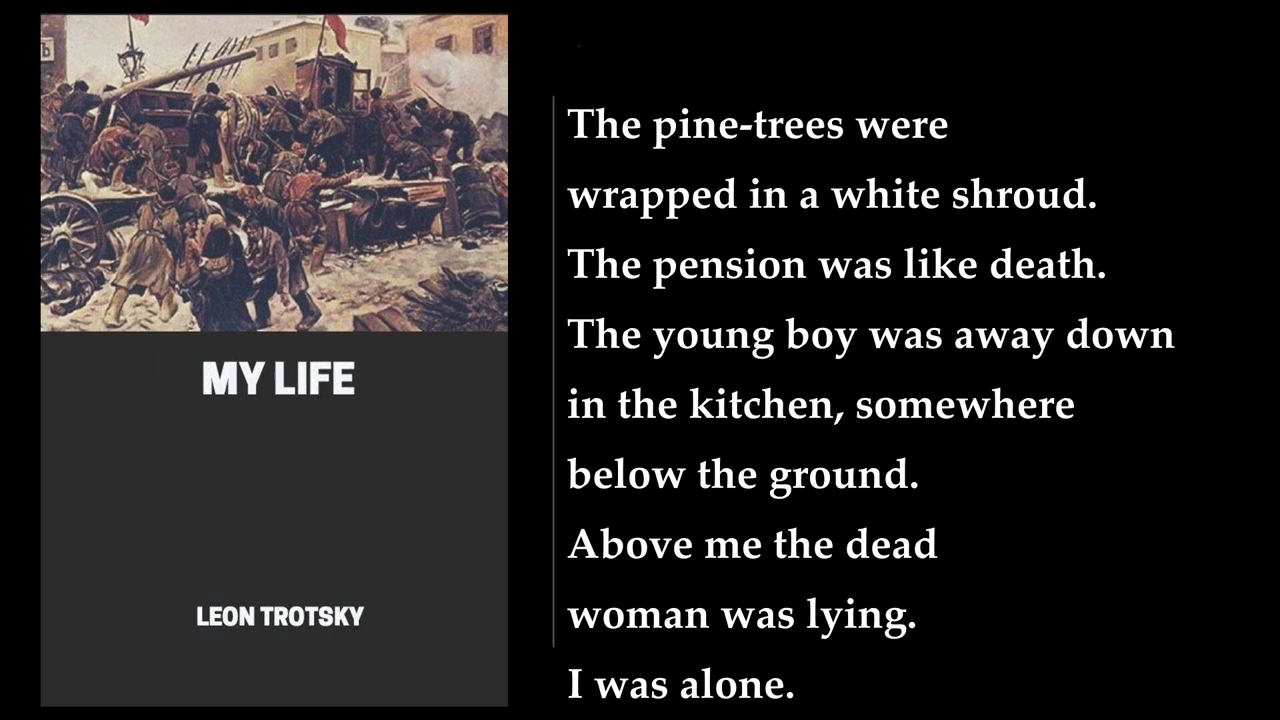 MY LIFE
LEON TROTSKY
The pine-trees were
wrapped in a white shroud.
The pension was like death.
The young boy was away down
in the kitchen, somewhere
below the ground.
Above me the dead
woman was lying.
I was alone.